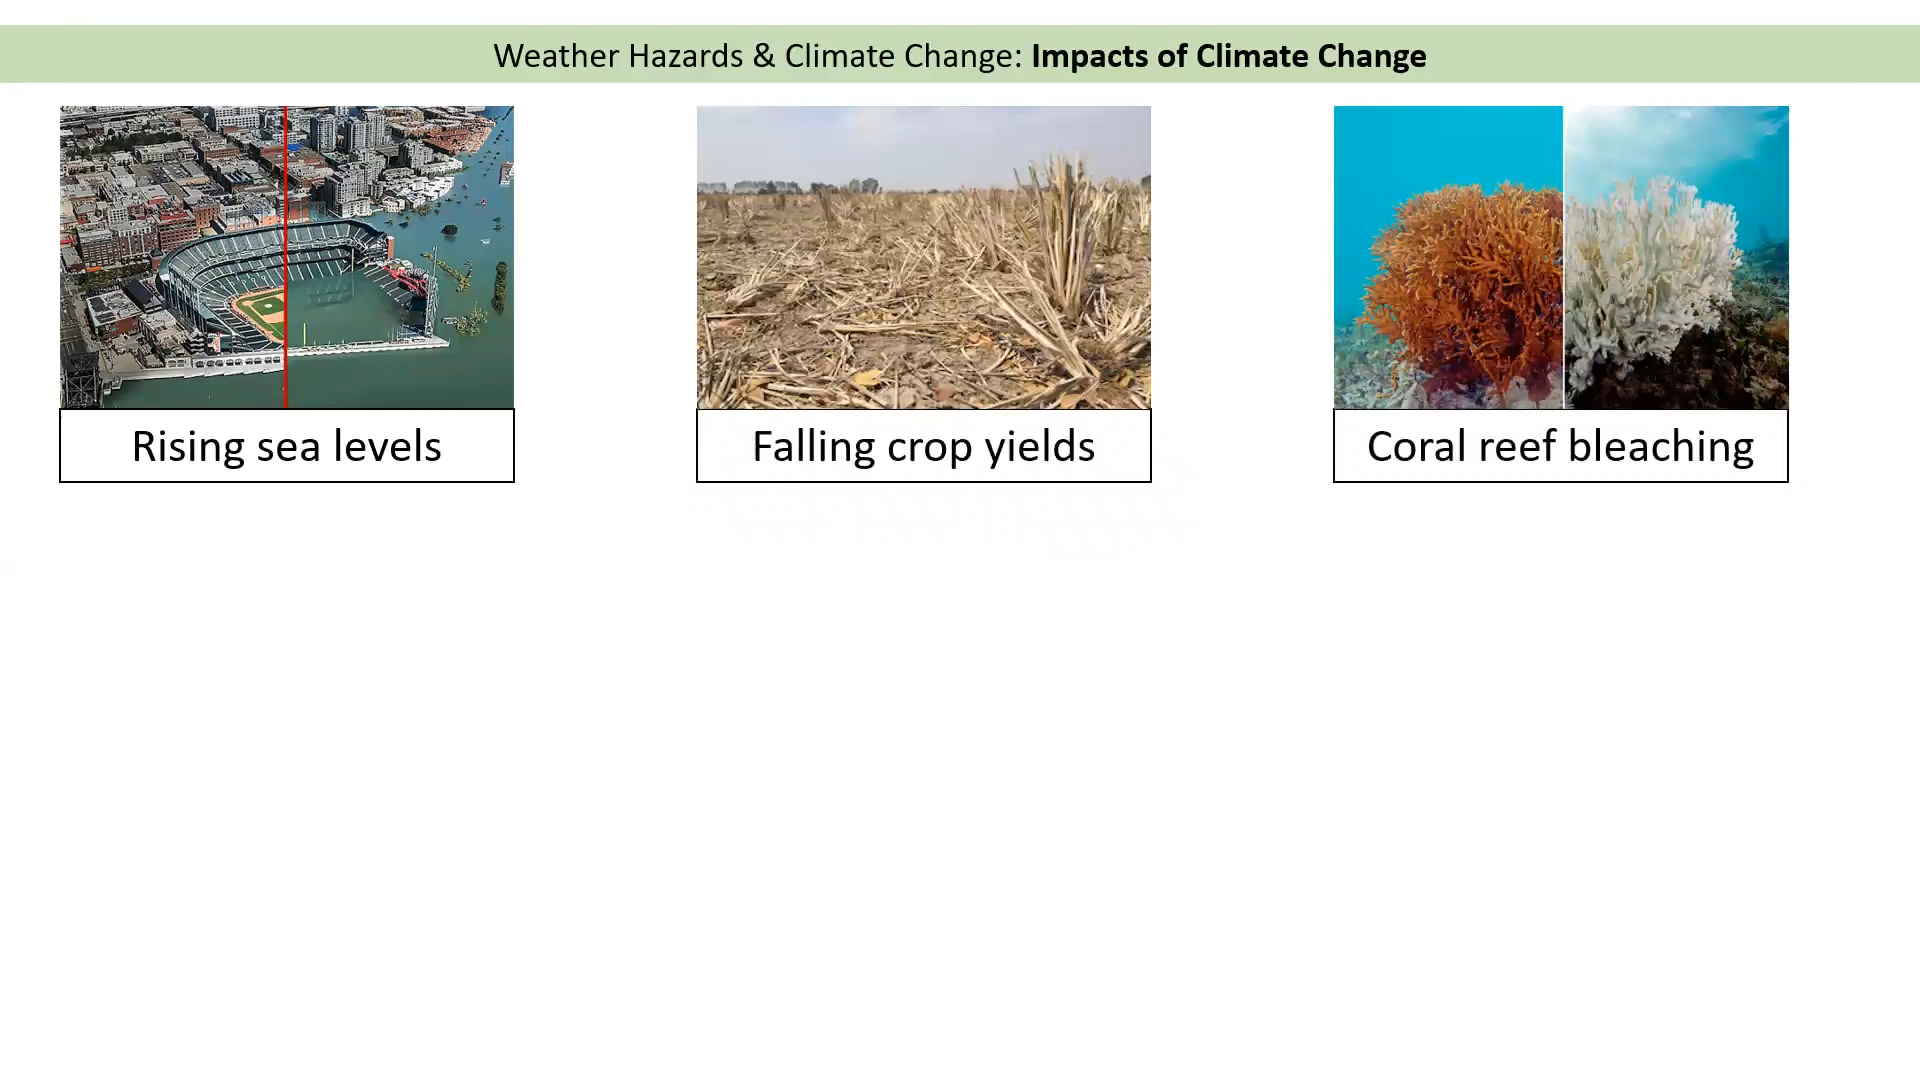 Weather Hazards & Climate Change: Impacts of Climate Change
Rising sea levels
Falling crop yields
Coral reef bleaching